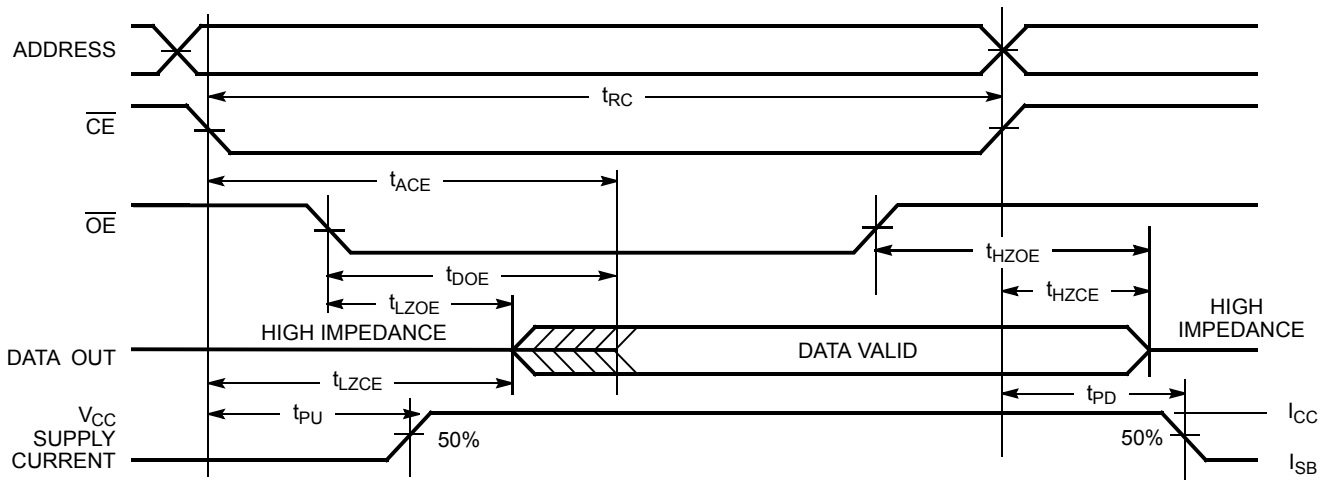 ADDRESS
tRC
CE
tACE
OE
tHZOE
tDOE
tHZCE
tLZOE
HIGH
IMPEDANCE
HIGH IMPEDANCE
DATA OUT
DATA VALID
tLZCE
tPU
tPD
VCC
SUPPLY
CURRENT
50%
50%
ICC
ISB